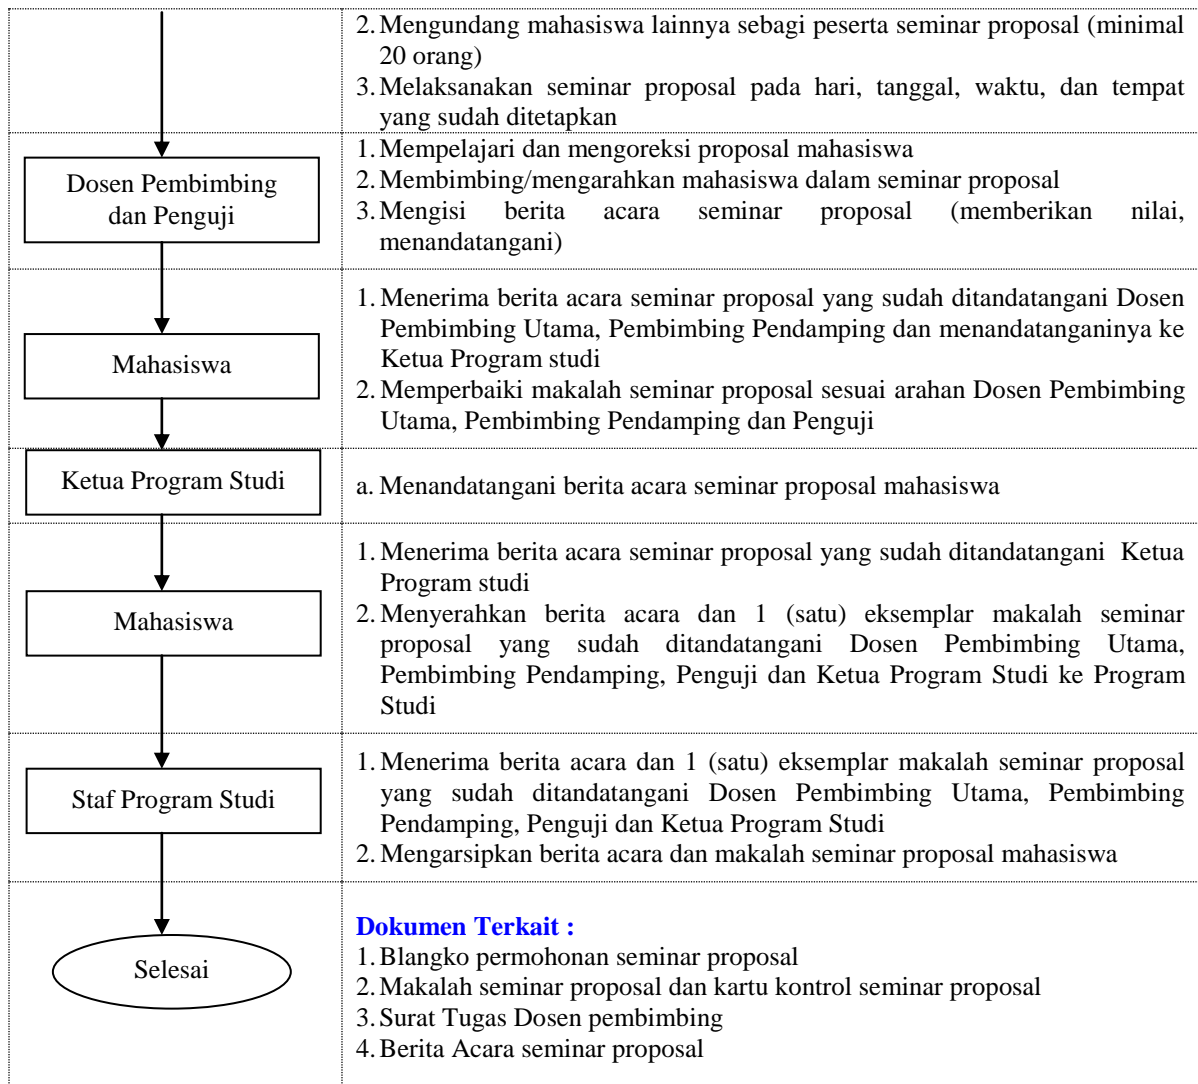 2. Mengundang mahasiswa lainnya sebagi peserta seminar proposal (minimal
20 orang)
3. Melaksanakan seminar proposal pada hari, tanggal, waktu, dan tempat
yang sudah ditetapkan
Dosen Pembimbing
dan Penguji
1. Mempelajari dan mengoreksi proposal mahasiswa
2. Membimbing/mengarahkan mahasiswa dalam seminar proposal
3. Mengisi berita acara seminar proposal (memberikan nilai,
menandatangani)
Mahasiswa
1. Menerima berita acara seminar proposal yang sudah ditandatangani Dosen
Pembimbing Utama, Pembimbing Pendamping dan menandatanganinya ke
Ketua Program studi
2. Memperbaiki makalah seminar proposal sesuai arahan Dosen Pembimbing
Utama, Pembimbing Pendamping dan Penguji
Ketua Program Studi
a. Menandatangani berita acara seminar proposal mahasiswa
Mahasiswa
1. Menerima berita acara seminar proposal yang sudah ditandatangani Ketua
Program studi
2. Menyerahkan berita acara dan 1 (satu) eksemplar makalah seminar
proposal yang sudah ditandatangani Dosen Pembimbing Utama,
Pembimbing Pendamping, Penguji dan Ketua Program Studi ke Program
Studi
Staf Program Studi
1. Menerima berita acara dan 1 (satu) eksemplar makalah seminar proposal
yang sudah ditandatangani Dosen Pembimbing Utama, Pembimbing
Pendamping, Penguji dan Ketua Program Studi
2. Mengarsipkan berita acara dan makalah seminar proposal mahasiswa
Selesai
Dokumen Terkait :
1. Blangko permohonan seminar proposal
2. Makalah seminar proposal dan kartu kontrol seminar proposal
3. Surat Tugas Dosen pembimbing
4. Berita Acara seminar proposal